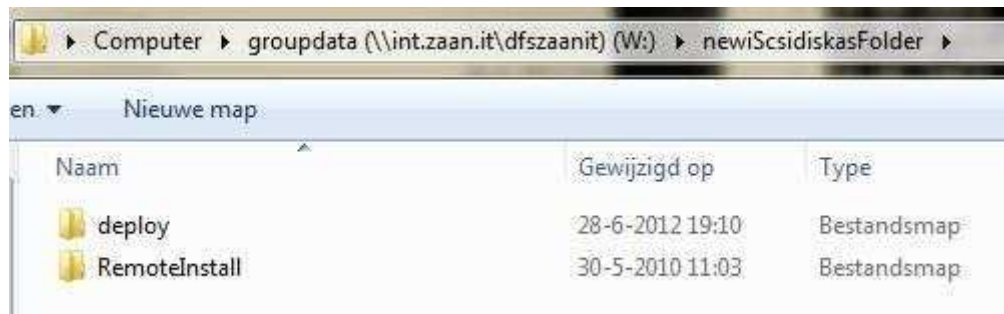 Computer groupdata (\\int.zaan.it\dfszaanit) (W:) newiScsidiskasFolder
en Nieuwe map
Naam Gewijzigd op Type
deploy 28-6-2012 19:10 Bestandsmap
RemoteInstall 30-5-2010 11:03 Bestandsmap